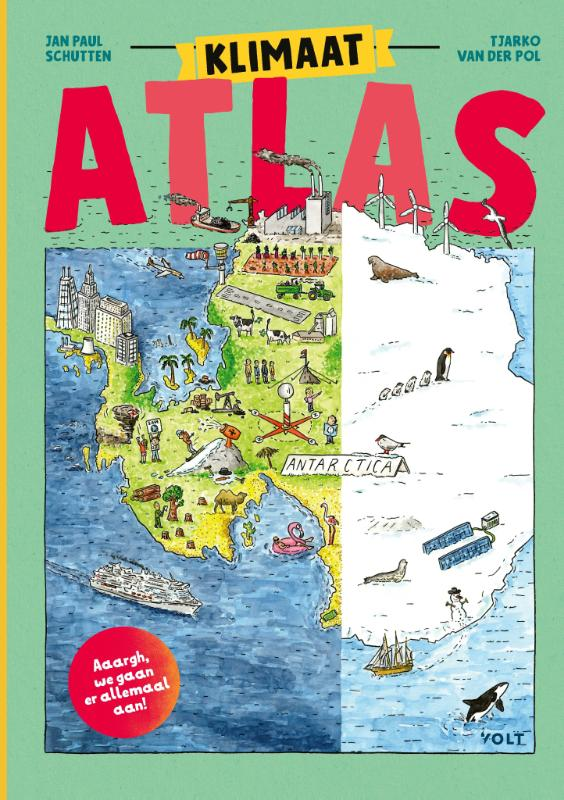 JAN PAUL
SCHUTTEN
KLIMAAT
TJARKO
VAN DER POL
ATLAS
ANTARCTICA
Aaargh,
we gaan
er allemaal
aan!
VOLT